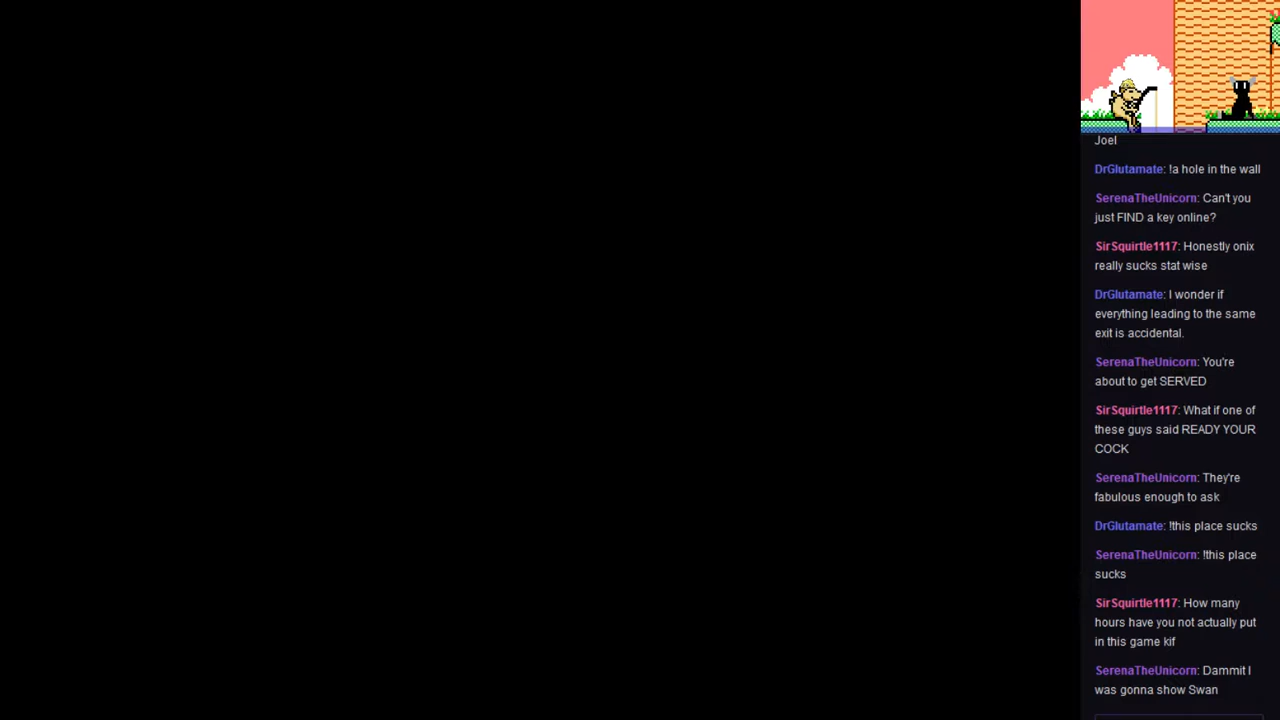 Joel
DrGlutamate: !a hole in the wall
SerenaTheUnicorn: Can't you
just FIND a key online?
SirSquirtle1117: Honestly onix
really sucks stat wise
DrGlutamate: I wonder if
everything leading to the same
exit is accidental.
SerenaTheUnicorn: You're
about to get SERVED
SirSquirtle1117: What if one of
these guys said READY YOUR
COCK
SerenaTheUnicorn: They're
fabulous enough to ask
DrGlutamate: !this place sucks
SerenaTheUnicorn: !this place
sucks
SirSquirtle1117: How many
hours have you not actually put
in this game kif
SerenaTheUnicorn: Dammit I
was gonna show Swan